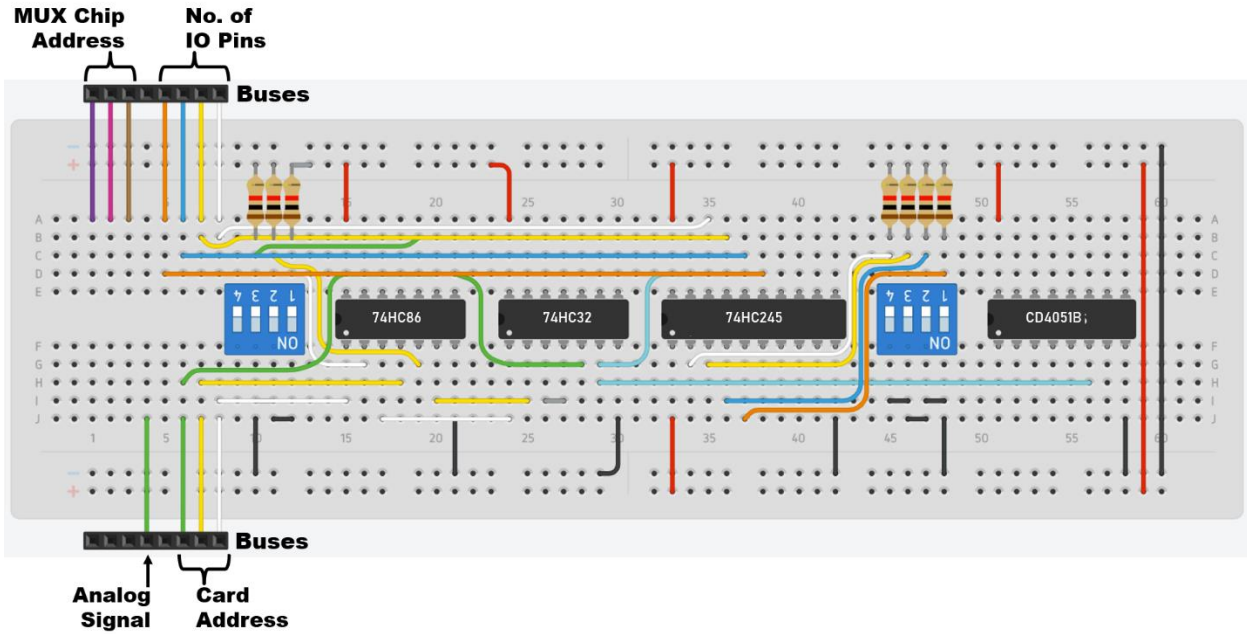 MUX Chip
Address
No. of
IO Pins
Buses
5 10 15 20 25 30 35 40 45 50 55 60
A A
B B
C C
D D
E E
4 3 2 1
ON
74HC86
74HC32
74HC245
4 3 2 1
ON
CD4051B;
F F
G G
H H
I I
J J
1 5 10 15 20 25 30 35 40 45 50 55 60
Buses
Analog
Signal
Card
Address